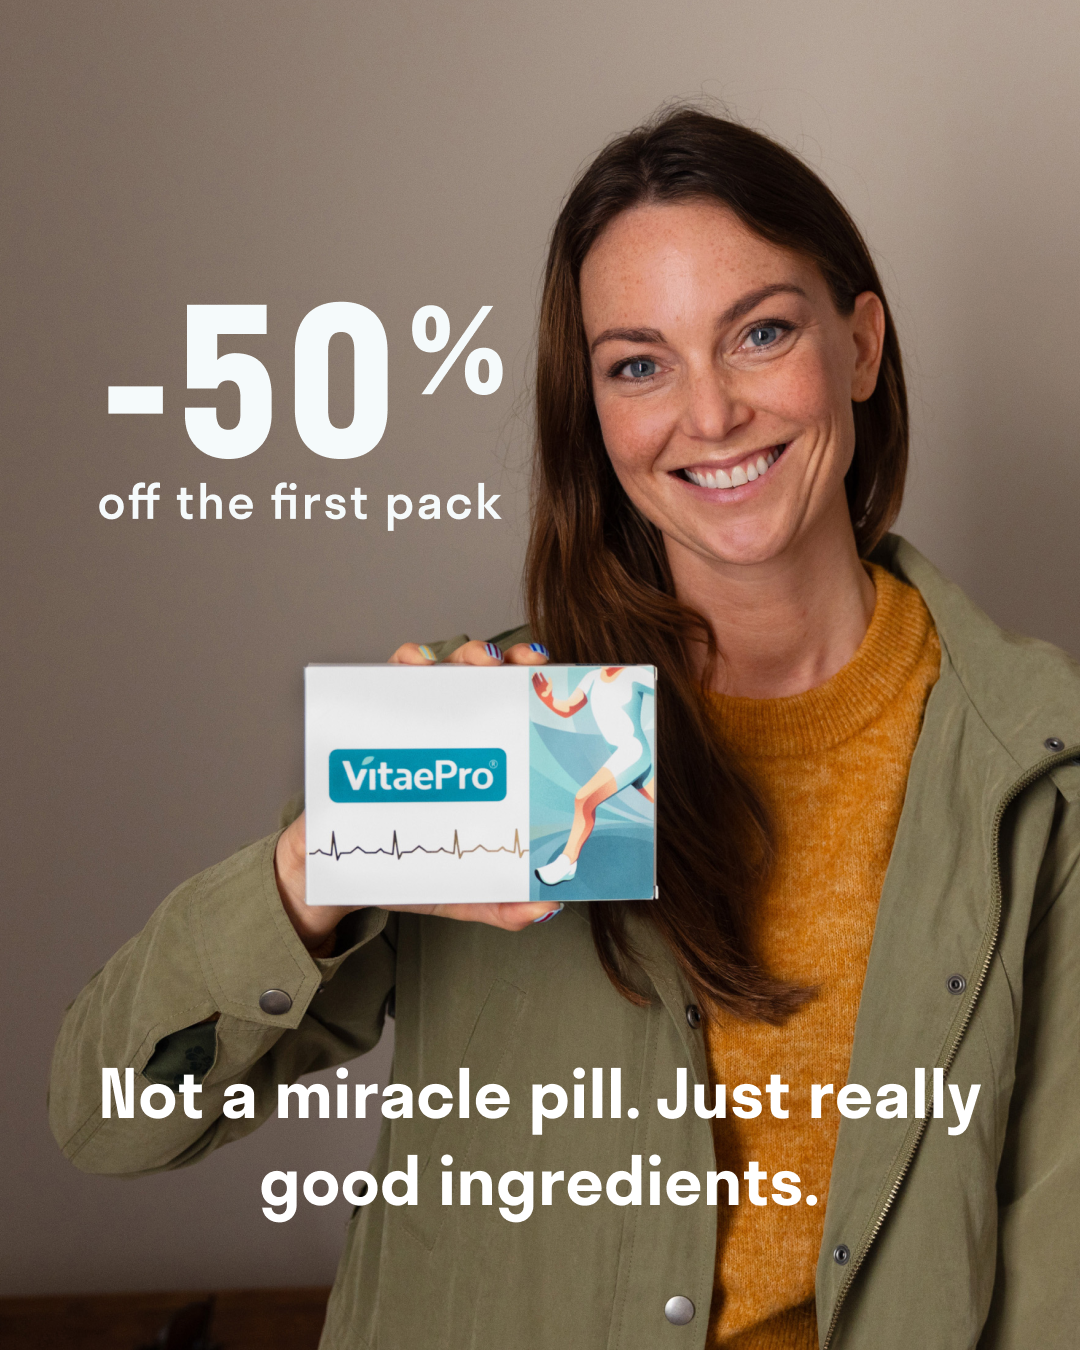 -50%
off the first pack
VitaePro®
Not a miracle pill. Just really
good ingredients.